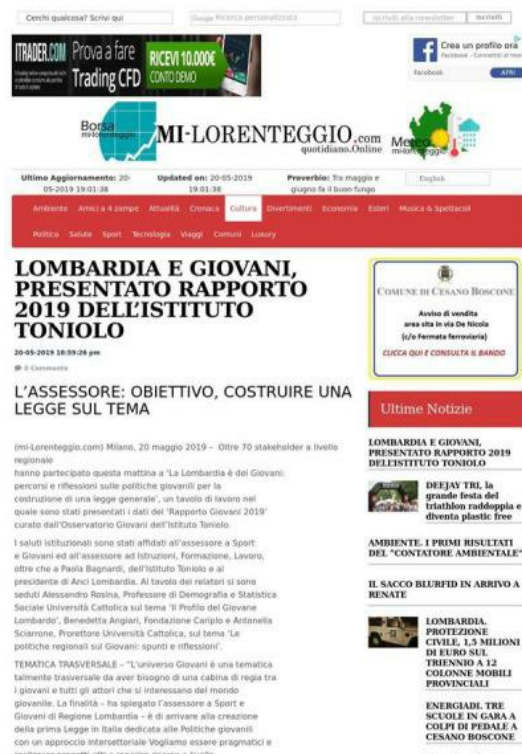 Cerchi qualcosa? Scrivi qui
Google Ricerca personalizzata
Iscriviti alla newsletter
Iscriviti
ITRADER.COM
Prova a fare
Trading CFD
RICEVI 10.000€
CONTO DEMO
Crea un profilo ora
Facebook
APRI
Borsa
mi-lorenteggio
MI-LORENTEGGIO.com
quotidiano.Online
Meteo
mi-lorenteggio
Ultimo Aggiornamento: 20-
05-2019 19:01:38
Updated on: 20-05-2019
19:01:38
Proverbio: Tra maggio e
giugno fa il buon fungo
English
Ambiente Amici a 4 zampe Attualità Cronaca Cultura Divertimenti Economia Esteri Musica & Spettacoli
Politica Salute Sport Tecnologia Viaggi Comuni Luxury
LOMBARDIA E GIOVANI,
PRESENTATO RAPPORTO
2019 DELL'ISTITUTO
TONIOLO
20-05-2019 18:59:26 pm
0 Commento
L'ASSESSORE: OBIETTIVO, COSTRUIRE UNA
LEGGE SUL TEMA
(mi-Lorenteggio.com) Milano, 20 maggio 2019 – Oltre 70 stakeholder a livello
regionale
hanno partecipato questa mattina a 'La Lombardia è dei Giovani:
percorsi e riflessioni sulle politiche giovanili per la
costruzione di una legge generale', un tavolo di lavoro nel
quale sono stati presentati i dati del 'Rapporto Giovani 2019'
curato dall'Osservatorio Giovani dell'Istituto Toniolo.
I saluti istituzionali sono stati affidati all'assessore a Sport
e Giovani ed all'assessore ad Istruzioni, Formazione, Lavoro,
oltre che a Paola Bagnardi, dell'Istituto Toniolo e al
presidente di Anci Lombardia. Al tavolo dei relatori si sono
seduti Alessandro Rosina, Professore di Demografia e Statistica
Sociale Università Cattolica sul tema 'Il Profilo del Giovane
Lombardo', Benedetta Angiari, Fondazione Cariplo e Antonella
Sciarrone, Prorettore Università Cattolica, sul tema 'Le
politiche regionali sui Giovani: spunti e riflessioni'.
TEMATICA TRASVERSALE – "L'universo Giovani è una tematica
talmente trasversale da aver bisogno di una cabina di regia tra
i giovani e tutti gli attori che si interessano del mondo
giovanile. La finalità – ha spiegato l'assessore a Sport e
Giovani di Regione Lombardia – è di arrivare alla creazione
della prima Legge in Italia dedicata alle Politiche giovanili
con un approccio intersettoriale Vogliamo essere pragmatici e
COMUNE DI CESANO BOSCONE
Avviso di vendita
area sita in via De Nicola
(c/o Fermata ferroviaria)
CLICCA QUI E CONSULTA IL BANDO
Ultime Notizie
LOMBARDIA E GIOVANI,
PRESENTATO RAPPORTO 2019
DELL'ISTITUTO TONIOLO
DEEJAY TRI, la
grande festa del
triathlon raddoppia e
diventa plastic free
AMBIENTE. I PRIMI RISULTATI
DEL "CONTATORE AMBIENTALE"
IL SACCO BLURFID IN ARRIVO A
RENATE
LOMBARDIA.
PROTEZIONE
CIVILE, 1,5 MILIONI
DI EURO SUL
TRIENNIO A 12
COLONNE MOBILI
PROVINCIALI
ENERGIADI. TRE
SCUOLE IN GARA A
COLPI DI PEDALE A
CESANO BOSCONE